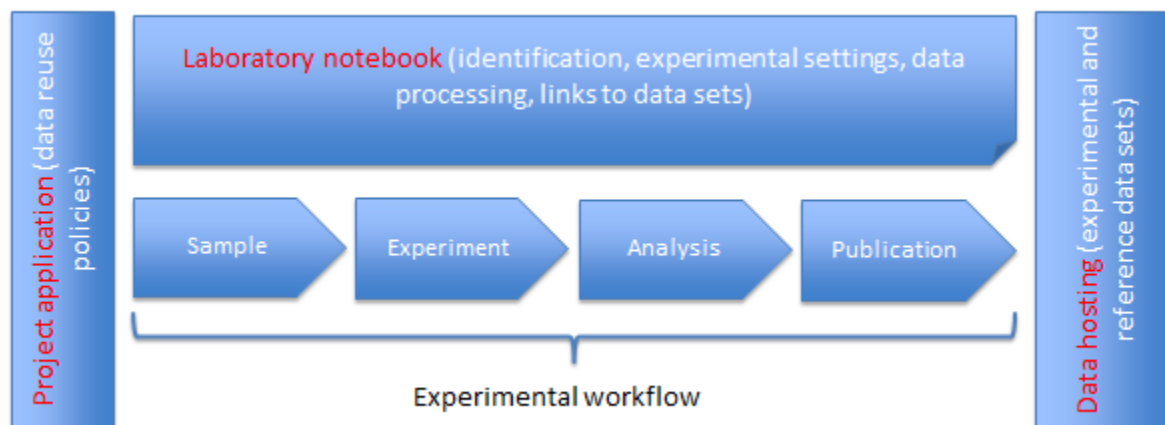 Project application (data reuse
policies)
Laboratory notebook (identification, experimental settings, data
processing, links to data sets)
Sample
Experiment
Analysis
Publication
Experimental workflow
Data hosting (experimental and
reference data sets)